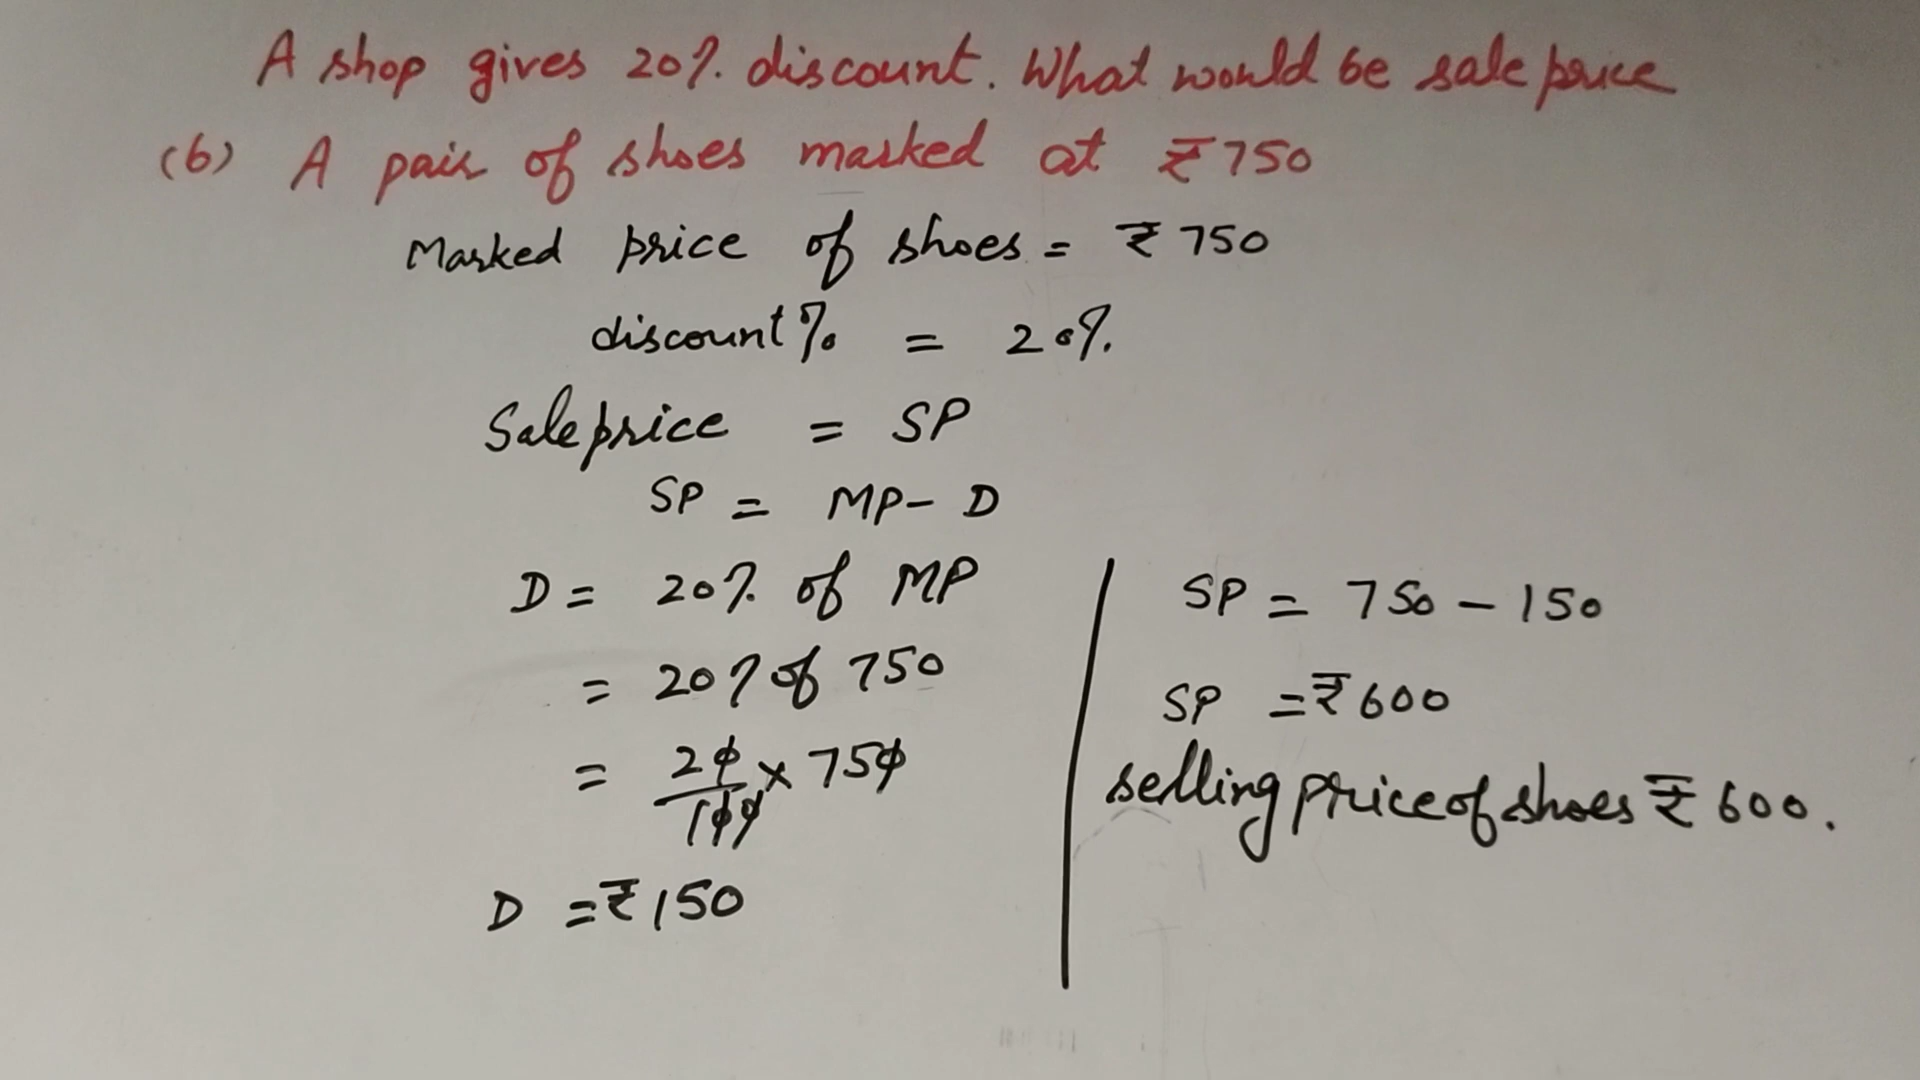 A shop gives 20% discount. What would be sale price
(b) A pair of shoes marked at ₹750
Marked price of shoes = ₹750
discount% = 20%.
Sale price = SP
SP = MP - D
D = 20% of MP
= 20% of 750
= 20/100 × 750
D = ₹150
SP = 750 - 150
SP = ₹600
selling price of shoes ₹600.